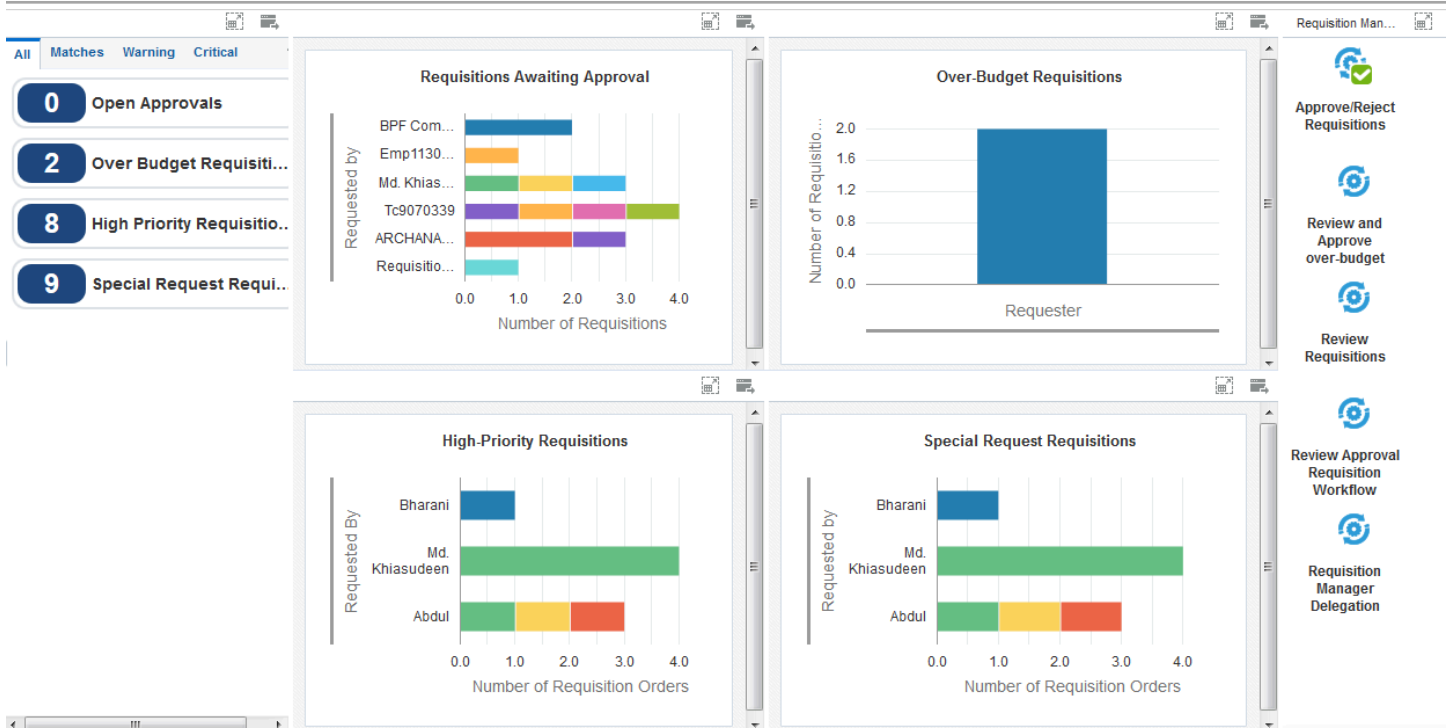 All Matches Warning Critical
0 Open Approvals
2 Over Budget Requisiti...
8 High Priority Requisitio..
9 Special Request Requi...
Requisitions Awaiting Approval
Requested by
BPF Com...
Emp1130...
Md. Khias...
Tc9070339
ARCHANA...
Requisitio...
0.0 1.0 2.0 3.0 4.0
Number of Requisitions
Over-Budget Requisitions
Number of Requisitio...
2.0
1.6
1.2
0.8
0.4
0.0
Requester
High-Priority Requisitions
Requested By
Bharani
Md.
Khiasudeen
Abdul
0.0 1.0 2.0 3.0 4.0
Number of Requisition Orders
Special Request Requisitions
Requested by
Bharani
Md.
Khiasudeen
Abdul
0.0 1.0 2.0 3.0 4.0
Number of Requisition Orders
Requisition Man...
Approve/Reject
Requisitions
Review and
Approve
over-budget
Review
Requisitions
Review Approval
Requisition
Workflow
Requisition
Manager
Delegation